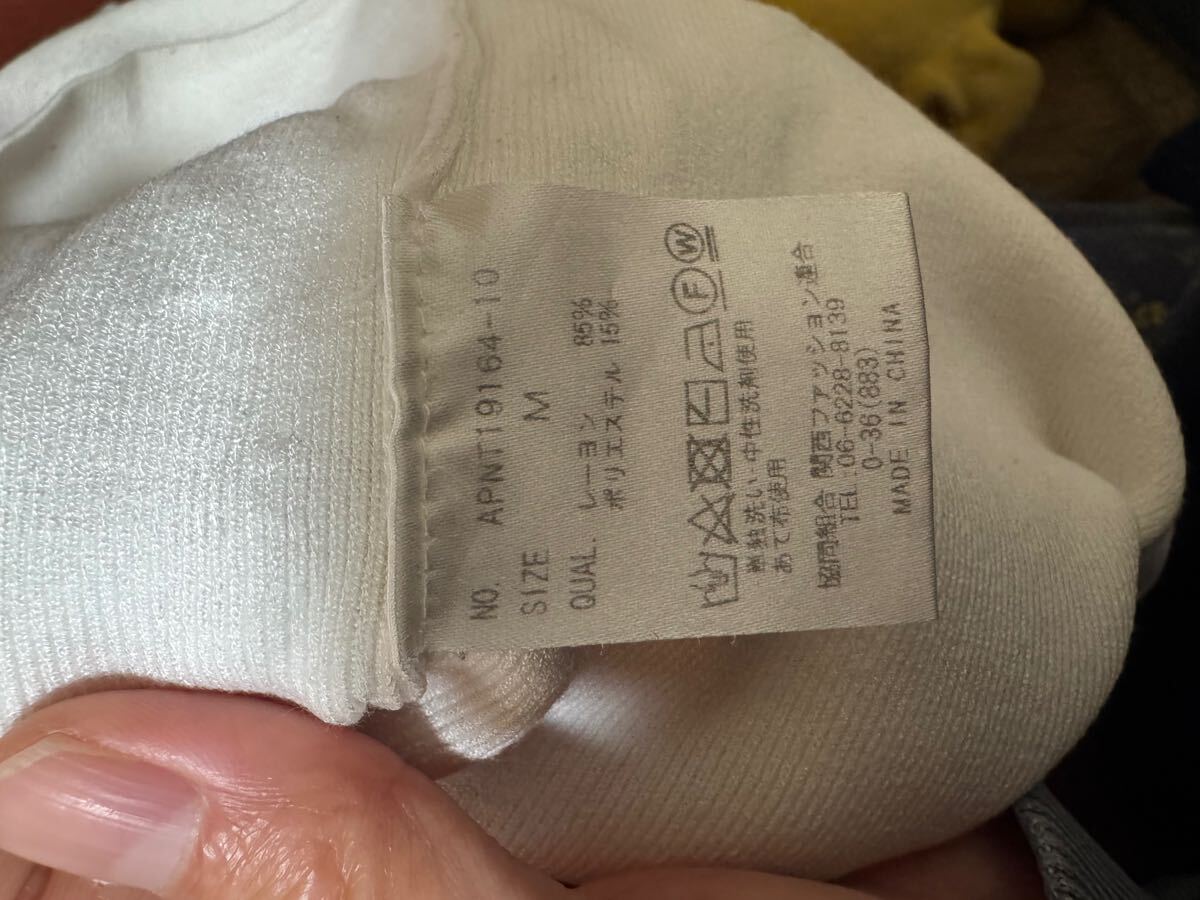 NO. APNT19164-10
SIZE M
QUAL. レーヨン 85%
ポリエステル 15%
F W
単独洗い・中性洗剤使用
あて布使用
協同組合 関西ファッション連合
TEL 06-6228-8139
0-36(883)
MADE IN CHINA